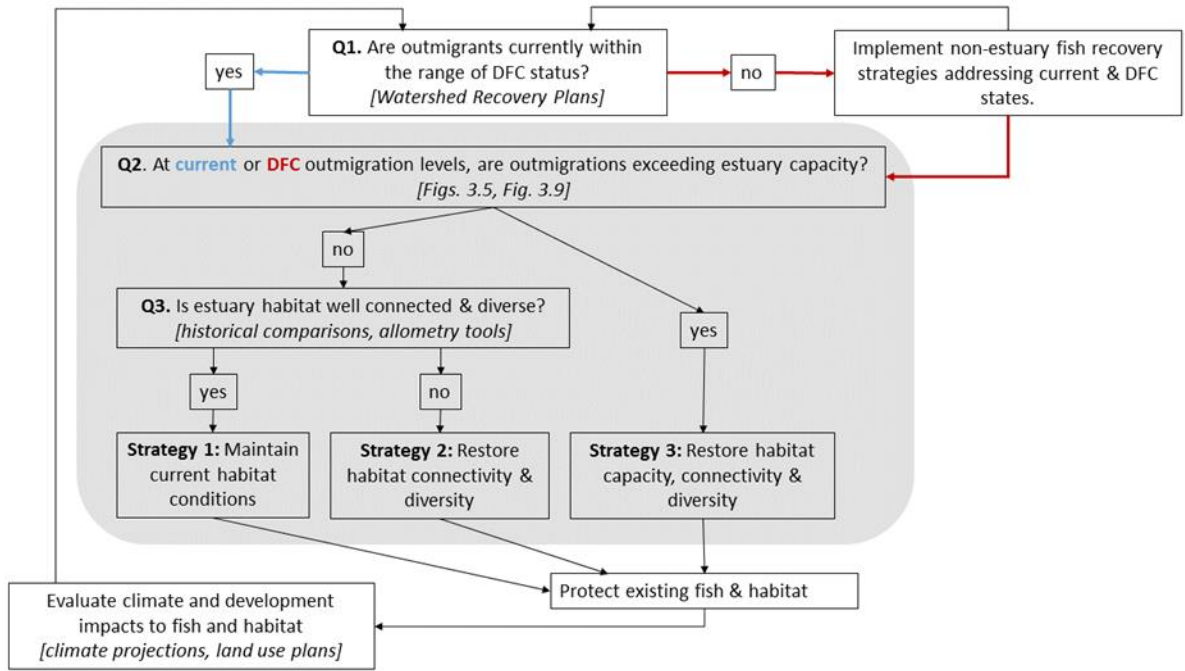 Q1. Are outmigrants currently within
the range of DFC status?
[Watershed Recovery Plans]
yes
no
Implement non-estuary fish recovery
strategies addressing current & DFC
states.
Q2. At current or DFC outmigration levels, are outmigrations exceeding estuary capacity?
[Figs. 3.5, Fig. 3.9]
no
Q3. Is estuary habitat well connected & diverse?
[historical comparisons, allometry tools]
yes
yes
no
Strategy 1: Maintain
current habitat
conditions
Strategy 2: Restore
habitat connectivity &
diversity
Strategy 3: Restore habitat
capacity, connectivity &
diversity
Protect existing fish & habitat
Evaluate climate and development
impacts to fish and habitat
[climate projections, land use plans]